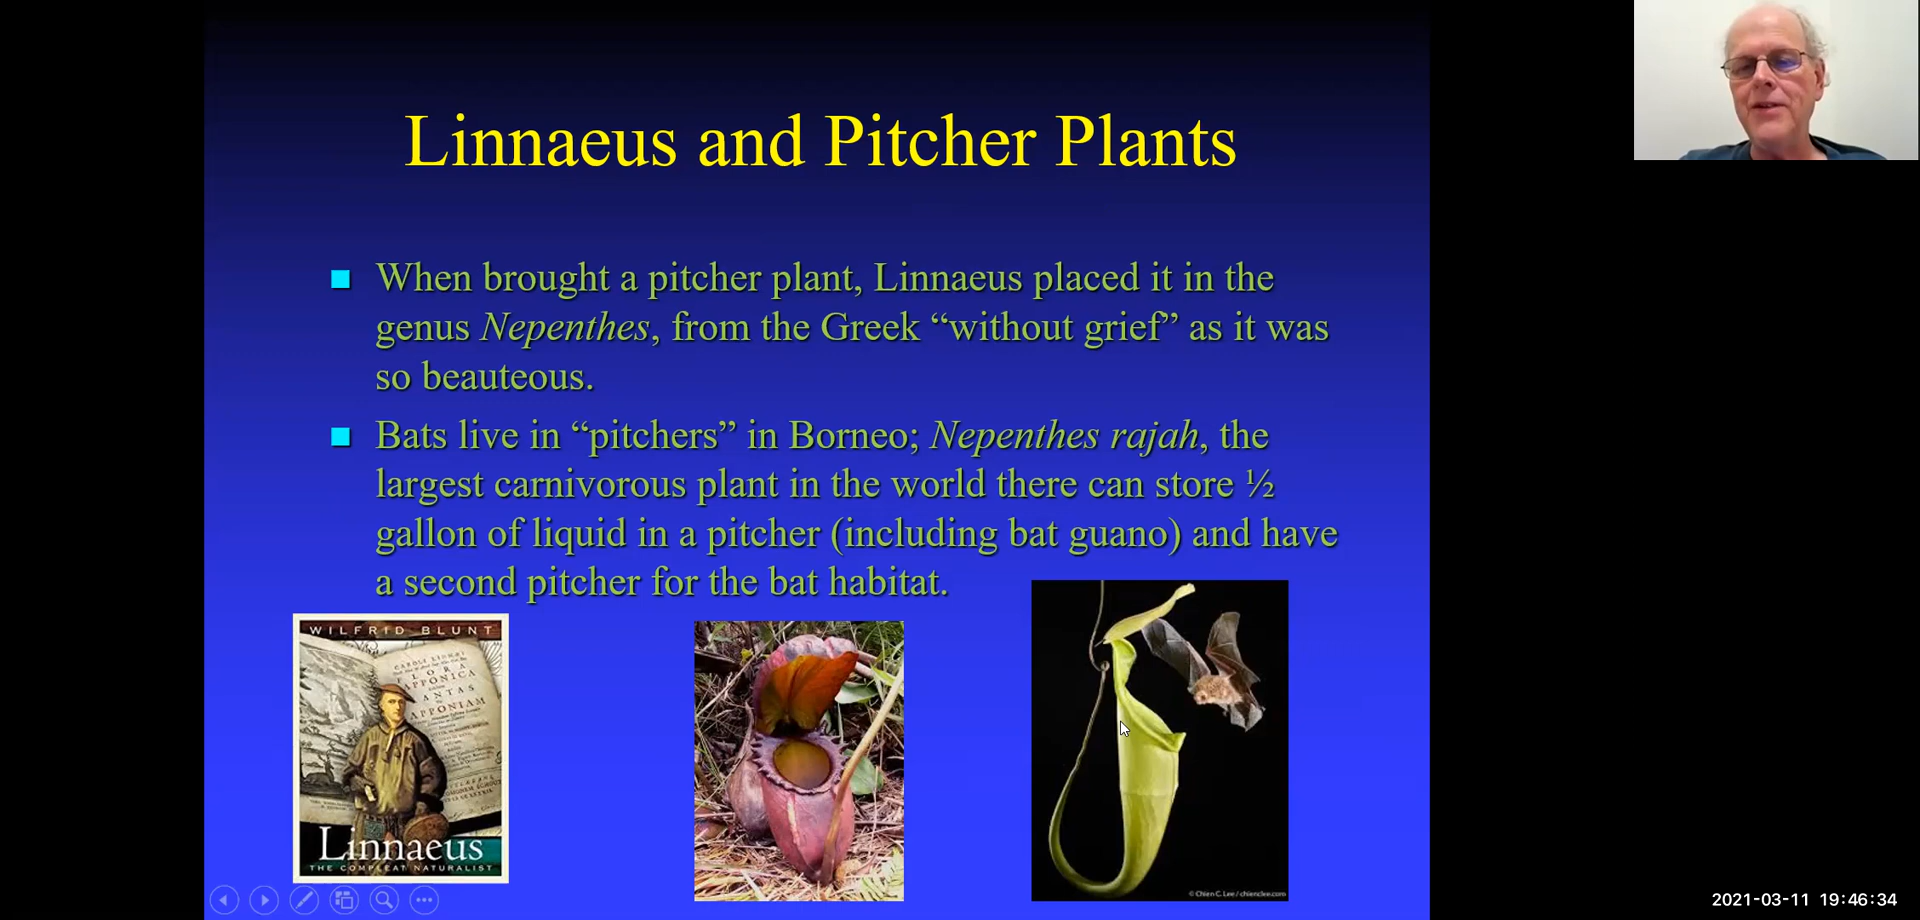 Linnaeus and Pitcher Plants
When brought a pitcher plant, Linnaeus placed it in the
genus Nepenthes, from the Greek “without grief” as it was
so beauteous.
Bats live in “pitchers” in Borneo; Nepenthes rajah, the
largest carnivorous plant in the world there can store ½
gallon of liquid in a pitcher (including bat guano) and have
a second pitcher for the bat habitat.
WILFRID BLUNT
Linnaeus
THE COMPLEAT NATURALIST
© Chien C. Lee / chienclee.com
2021-03-11 19:46:34